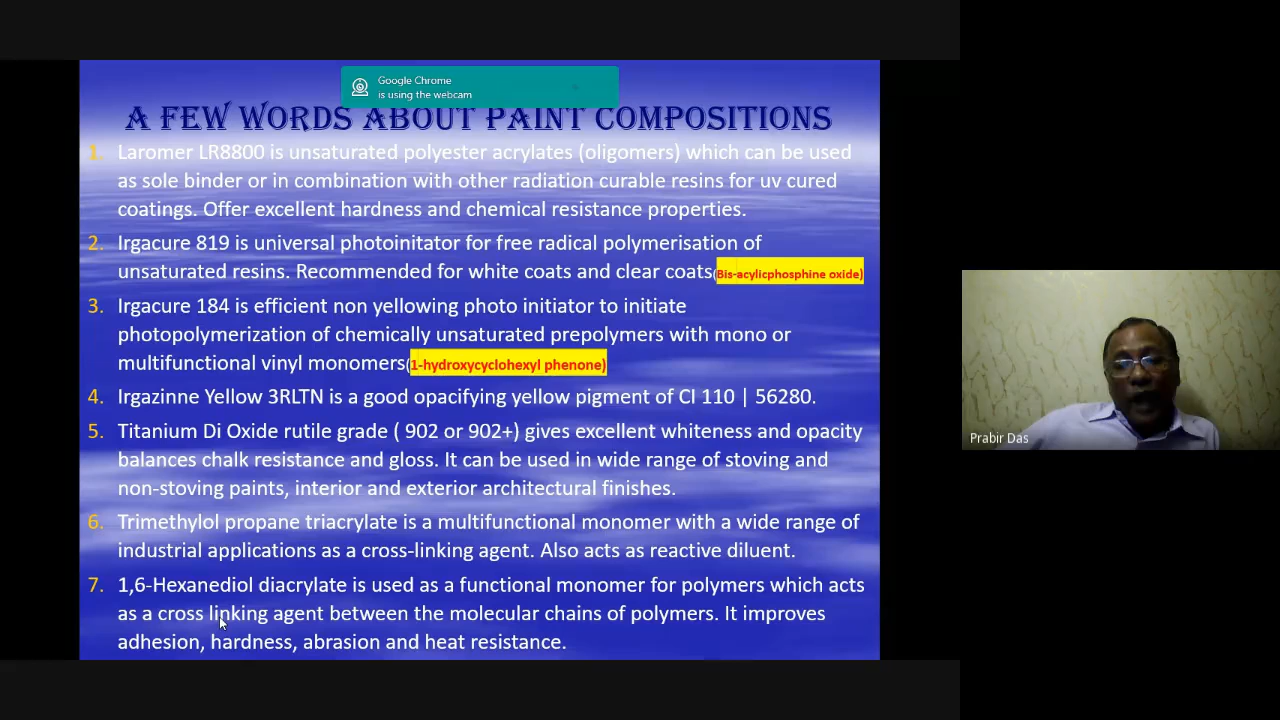 Google Chrome
is using the webcam
A FEW WORDS ABOUT PAINT COMPOSITIONS
1. Laromer LR8800 is unsaturated polyester acrylates (oligomers) which can be used
as sole binder or in combination with other radiation curable resins for uv cured
coatings. Offer excellent hardness and chemical resistance properties.
2. Irgacure 819 is universal photoinitator for free radical polymerisation of
unsaturated resins. Recommended for white coats and clear coats(Bis-acylicphosphine oxide)
3. Irgacure 184 is efficient non yellowing photo initiator to initiate
photopolymerization of chemically unsaturated prepolymers with mono or
multifunctional vinyl monomers(1-hydroxycyclohexyl phenone)
4. Irgazinne Yellow 3RLTN is a good opacifying yellow pigment of CI 110 | 56280.
5. Titanium Di Oxide rutile grade ( 902 or 902+) gives excellent whiteness and opacity
balances chalk resistance and gloss. It can be used in wide range of stoving and
non-stoving paints, interior and exterior architectural finishes.
6. Trimethylol propane triacrylate is a multifunctional monomer with a wide range of
industrial applications as a cross-linking agent. Also acts as reactive diluent.
7. 1,6-Hexanediol diacrylate is used as a functional monomer for polymers which acts
as a cross linking agent between the molecular chains of polymers. It improves
adhesion, hardness, abrasion and heat resistance.
Prabir Das